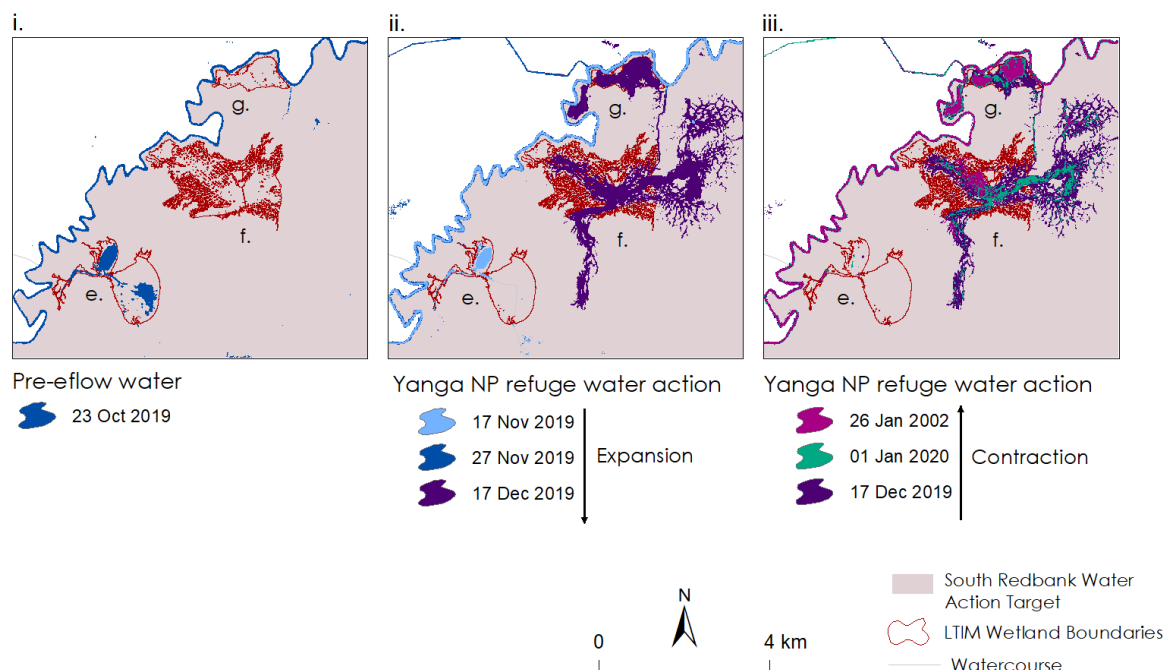 i.
ii.
iii.
g.
f.
e.
g.
f.
e.
g.
f.
e.
Pre-eflow water
23 Oct 2019
Yanga NP refuge water action
17 Nov 2019
27 Nov 2019
17 Dec 2019
Expansion
Yanga NP refuge water action
26 Jan 2002
01 Jan 2020
17 Dec 2019
Contraction
N
0 4 km
South Redbank Water
Action Target
LTIM Wetland Boundaries
Watercourse